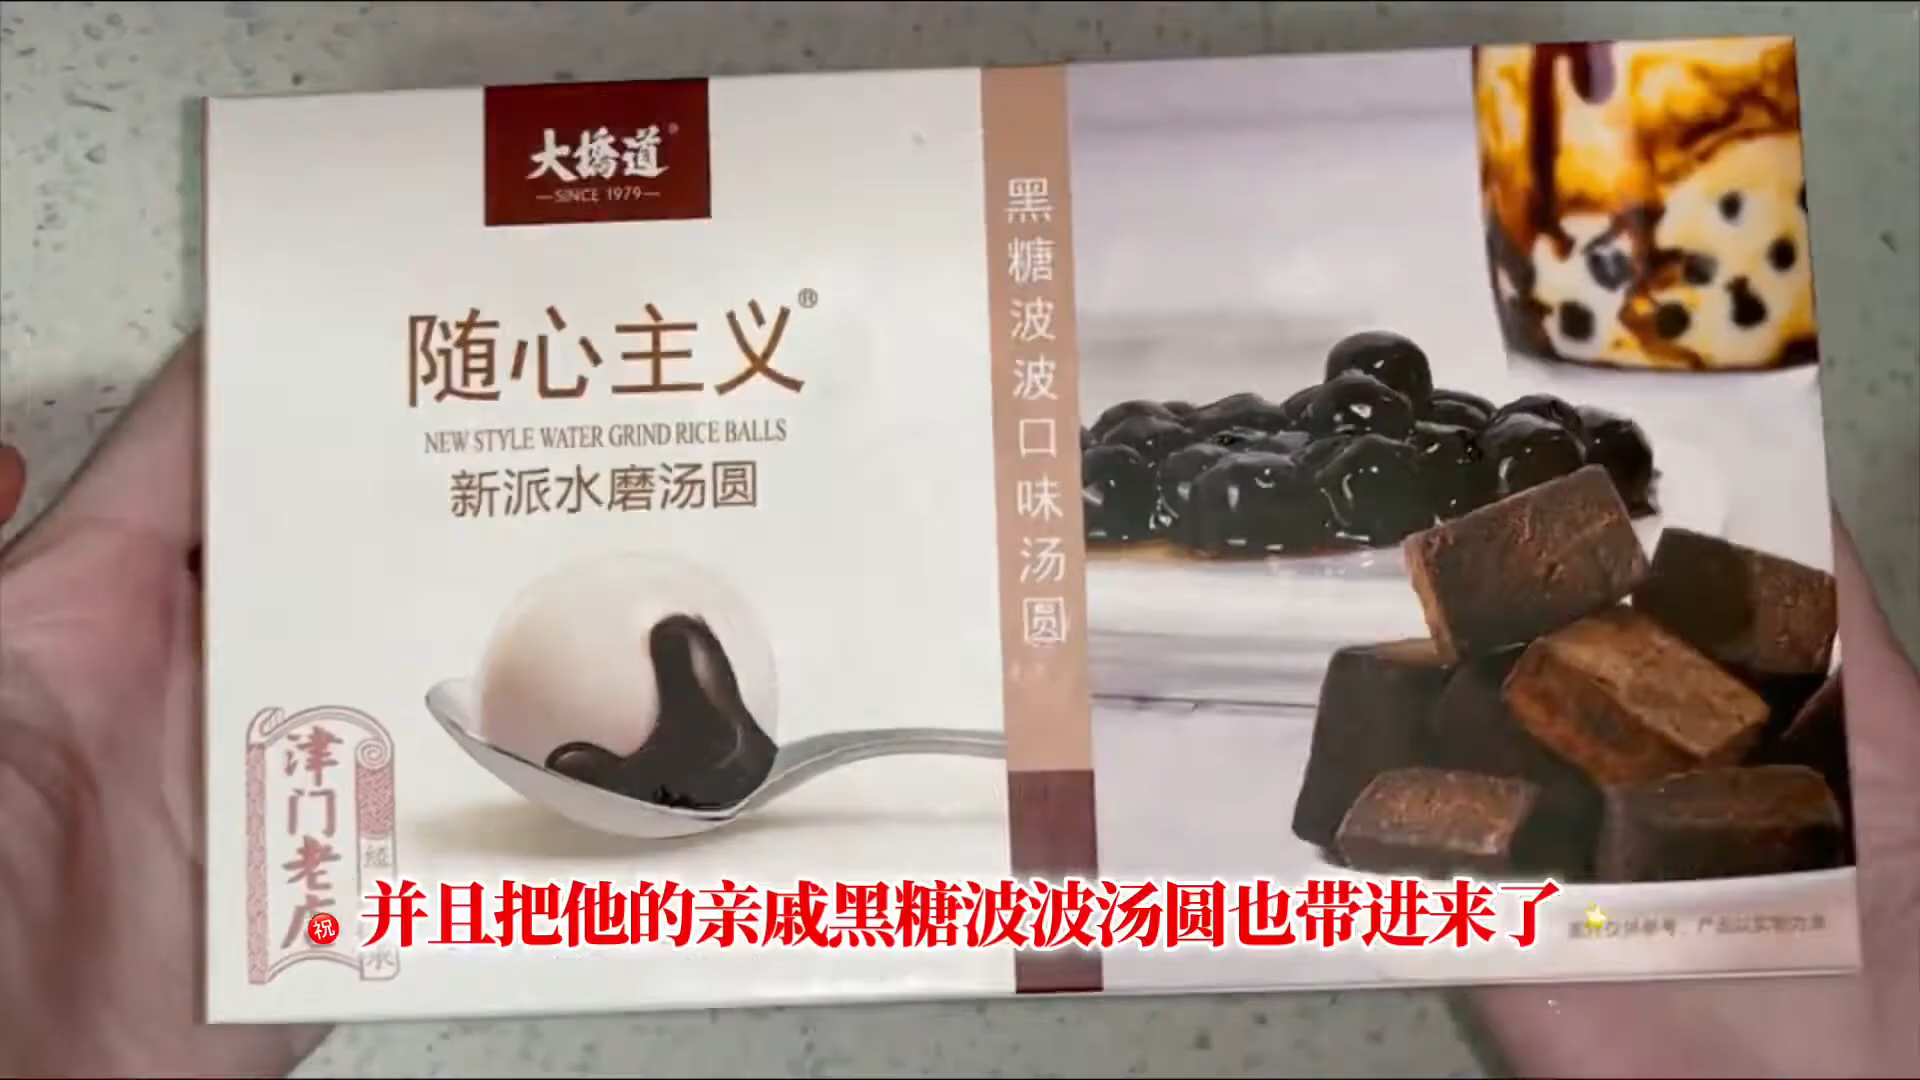 大橋道®
—SINCE 1979—
随心主义®
NEW STYLE WATER GRIND RICE BALLS
新派水磨汤圆
黑糖波波口味汤圆
津门老店
祝
并且把他的亲戚黑糖波波汤圆也带进来了